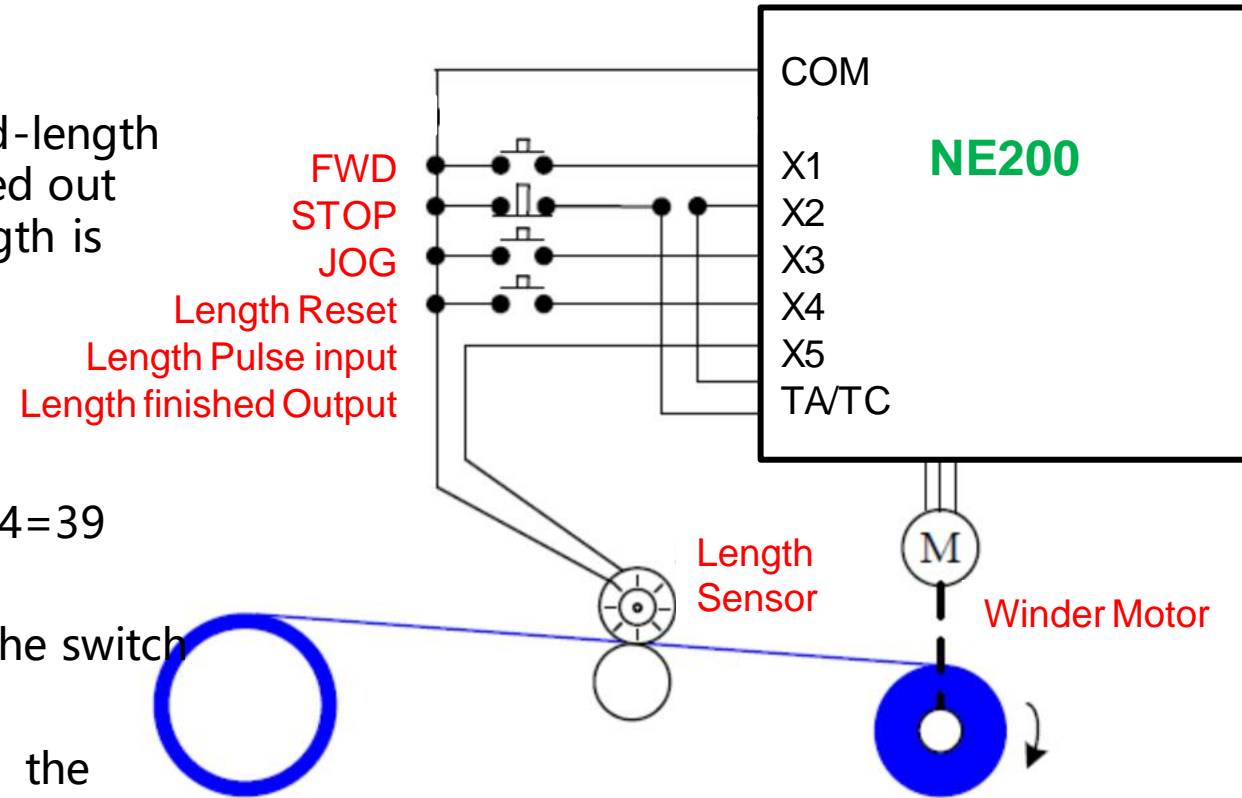 d-length
ed out
gth is
4=39
he switch
the
FWD
STOP
JOG
Length Reset
Length Pulse input
Length finished Output
COM
NE200
X1
X2
X3
X4
X5
TA/TC
Length
Sensor
M
Winder Motor